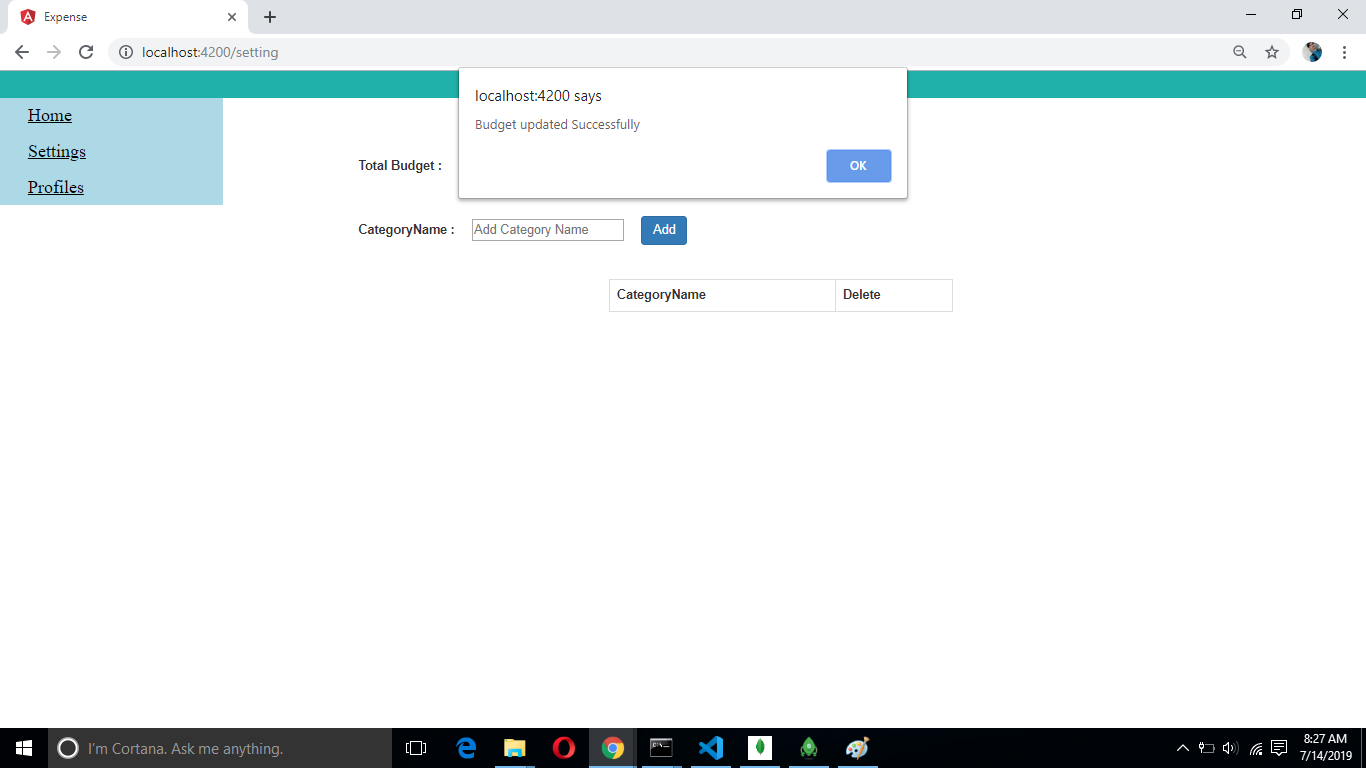 Expense
localhost:4200/setting
localhost:4200 says
Budget updated Successfully
OK
Home
Settings
Profiles
Total Budget :
CategoryName :
Add Category Name
Add
CategoryName
Delete
I'm Cortana. Ask me anything.
8:27 AM
7/14/2019